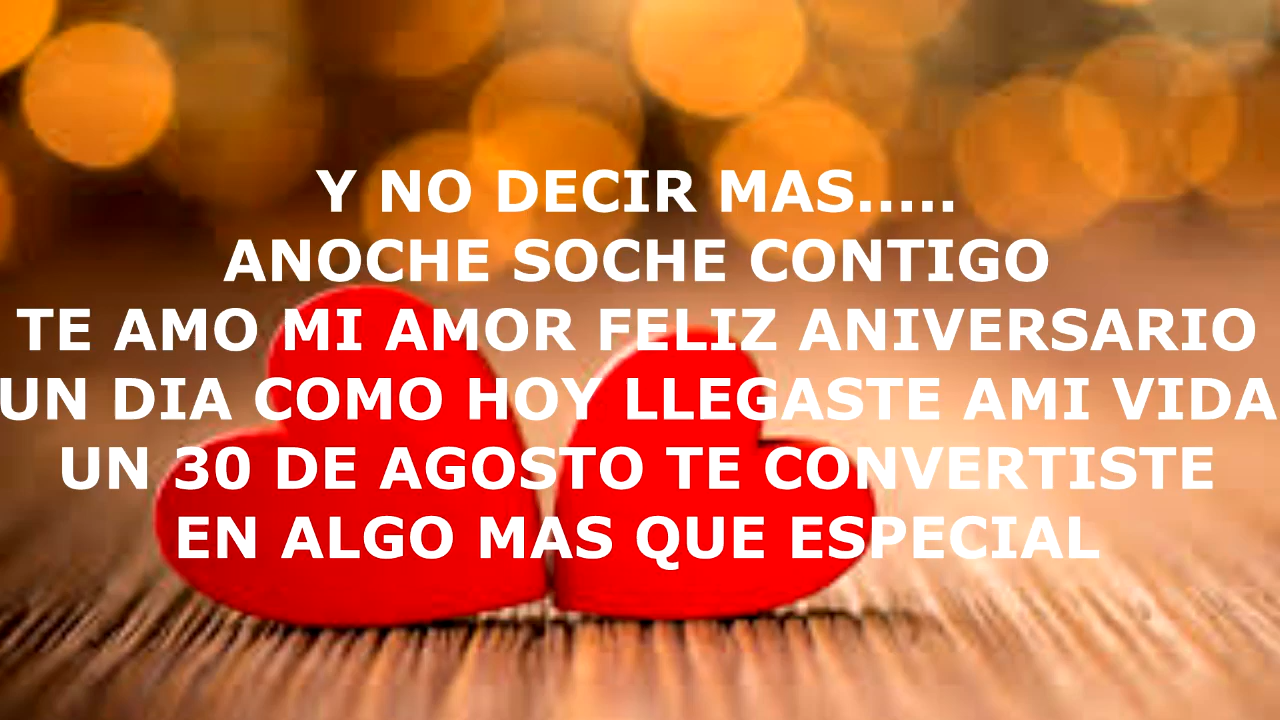 Y NO DECIR MAS.....
ANOCHE SOCHE CONTIGO
TE AMO MI AMOR FELIZ ANIVERSARIO
UN DIA COMO HOY LLEGASTE AMI VIDA
UN 30 DE AGOSTO TE CONVERTISTE
EN ALGO MAS QUE ESPECIAL